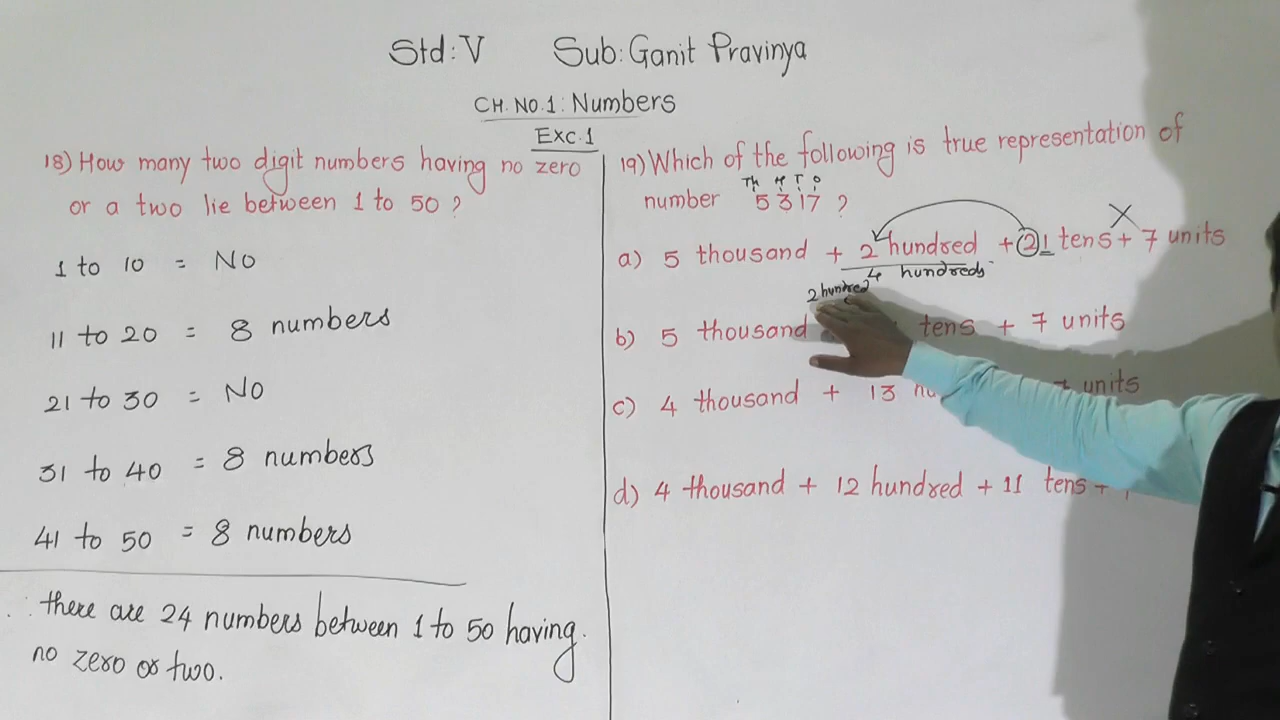 Std: V Sub: Ganit Pravinya
CH. NO. 1: Numbers
Exc. 1
18) How many two digit numbers having no zero
or a two lie between 1 to 50?
1 to 10 = No
11 to 20 = 8 numbers
21 to 30 = No
31 to 40 = 8 numbers
41 to 50 = 8 numbers
∴ there are 24 numbers between 1 to 50 having
no zero or two.
19) Which of the following is true representation of
Th H T O
number 5317?
X
a) 5 thousand + 2 hundred + 21 tens + 7 units
4 hundreds
2 hundred
b) 5 thousand tens + 7 units
c) 4 thousand + 13 units
d) 4 thousand + 12 hundred + 11 tens +